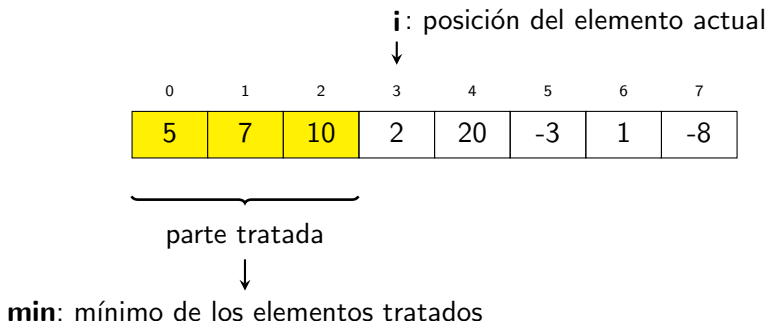 i: posición del elemento actual
0 1 2 3 4 5 6 7
5 7 10 2 20 -3 1 -8
parte tratada
min: mínimo de los elementos tratados